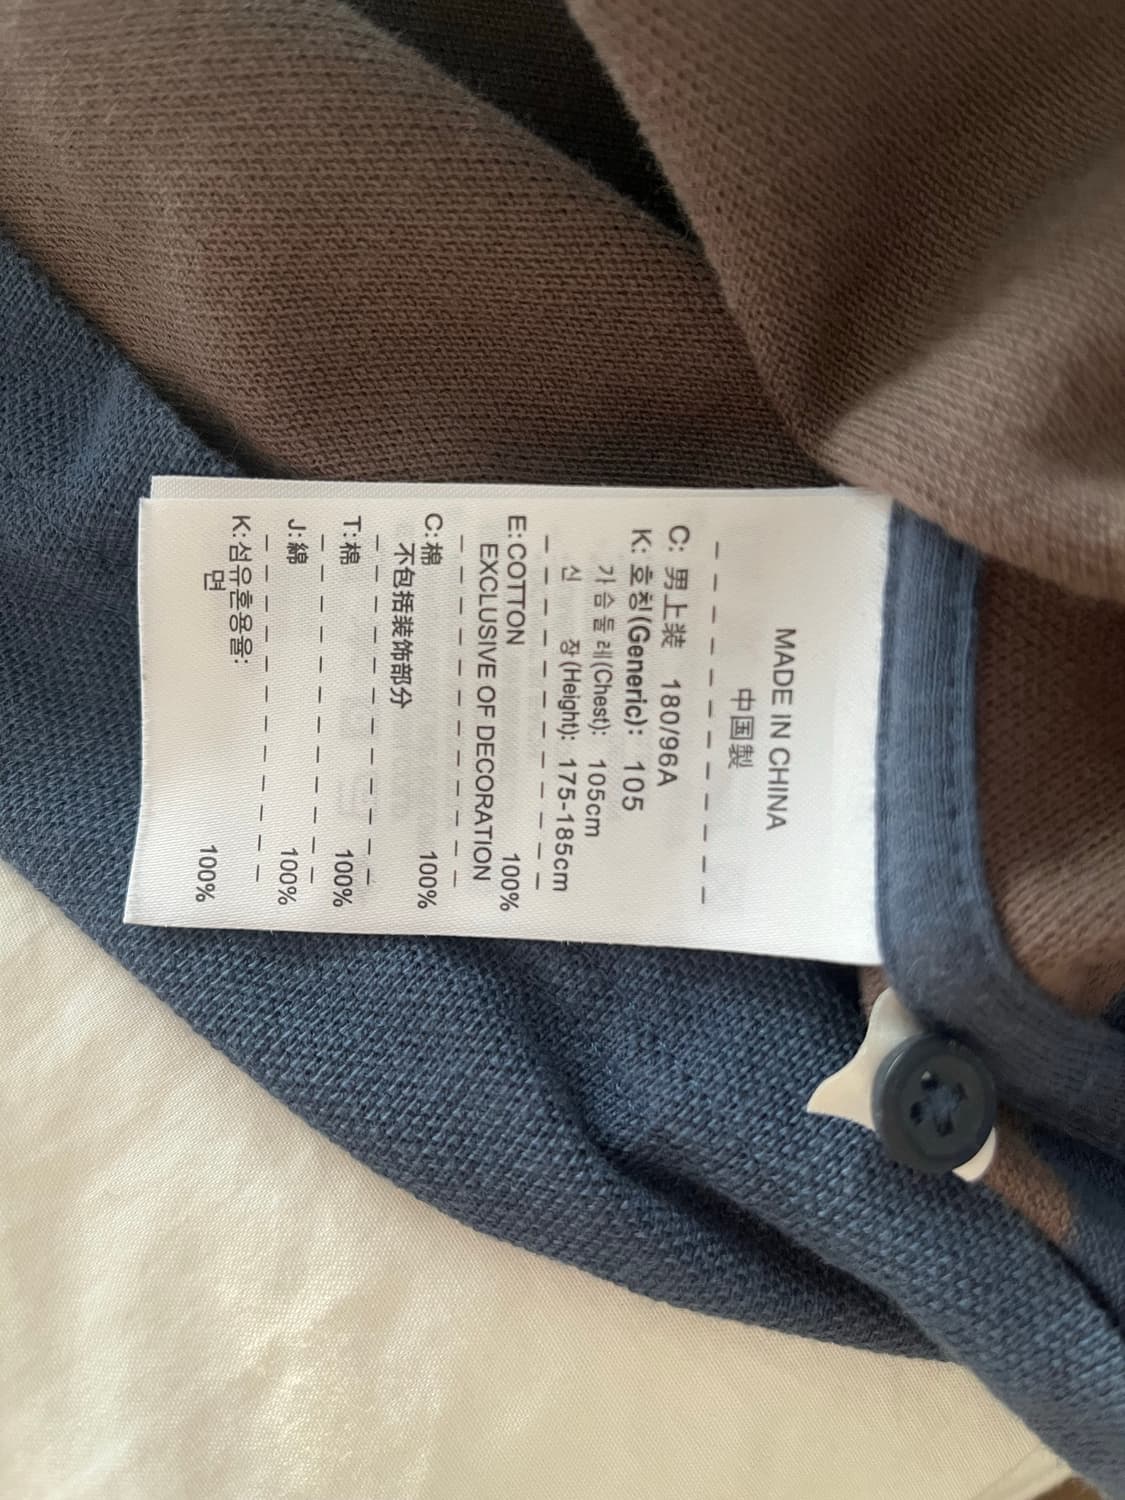 MADE IN CHINA
中国製
C: 男上装 180/96A
K: 호칭(Generic): 105
가슴둘레(Chest): 105cm
신 장(Height): 175-185cm
E: COTTON 100%
EXCLUSIVE OF DECORATION
C: 棉 100%
不包括装饰部分
T: 棉 100%
J: 綿 100%
K: 섬유혼용율:
면 100%